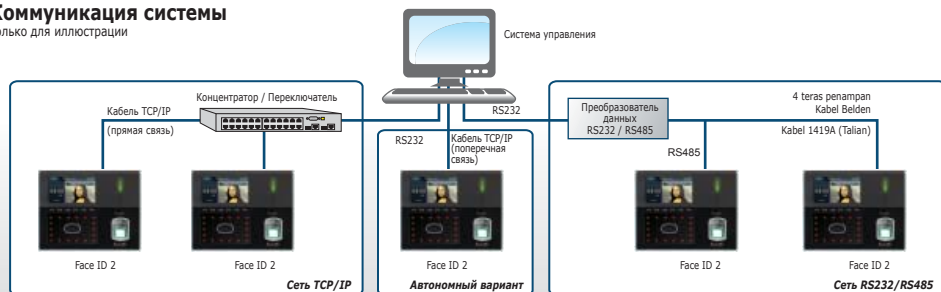 Коммуникация системы
олько для иллюстрации
Система управления
Кабель TCP/IP
(прямая связь)
Концентратор / Переключатель
RS232
Кабель TCP/IP
(поперечная
связь)
RS232
Преобразователь
данных
RS232 / RS485
RS485
4 teras penampan
Kabel Belden
Kabel 1419A (Talian)
Face ID 2
Face ID 2
Face ID 2
Face ID 2
Face ID 2
Сеть TCP/IP
Автономный вариант
Сеть RS232/RS485